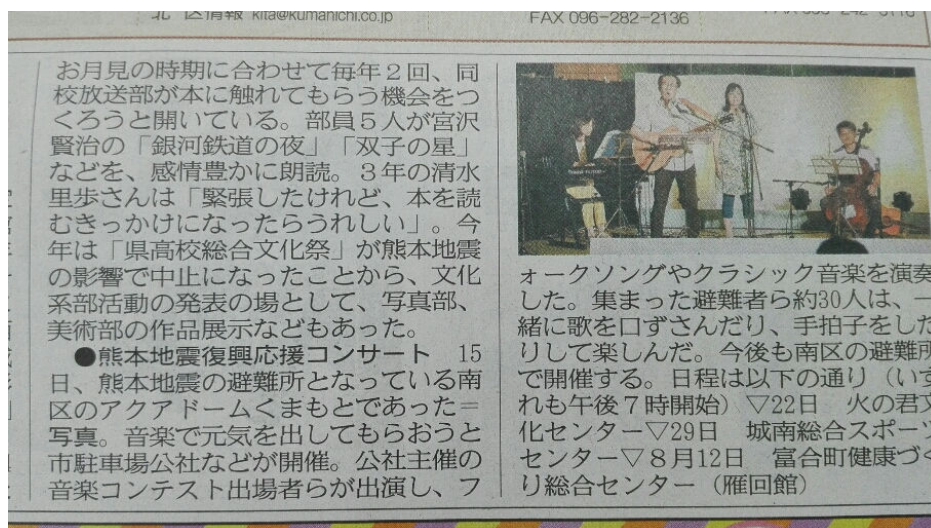 北 区情報 kita@kumanichi.co.jp
FAX 096-282-2136
お月見の時期に合わせて毎年2回、同
校放送部が本に触れてもらう機会をつ
くろうと開いている。部員5人が宮沢
賢治の「銀河鉄道の夜」「双子の星」
などを、感情豊かに朗読。3年の清水
里歩さんは「緊張したけれど、本を読
むきっかけになったらうれしい」。今
年は「県高校総合文化祭」が熊本地震
の影響で中止になったことから、文化
系部活動の発表の場として、写真部、
美術部の作品展示などもあった。
●熊本地震復興応援コンサート 15
日、熊本地震の避難所となっている南
区のアクアドームくまもとであった=
写真。音楽で元気を出してもらおうと
市駐車場公社などが開催。公社主催の
音楽コンテスト出場者らが出演し、フ
ォークソングやクラシック音楽を演奏
した。集まった避難者ら約30人は、一
緒に歌を口ずさんだり、手拍子をした
りして楽しんだ。今後も南区の避難所
で開催する。日程は以下の通り(いず
れも午後7時開始)▽22日 火の君文
化センター▽29日 城南総合スポーツ
センター▽8月12日 富合町健康づく
り総合センター(雁回館)